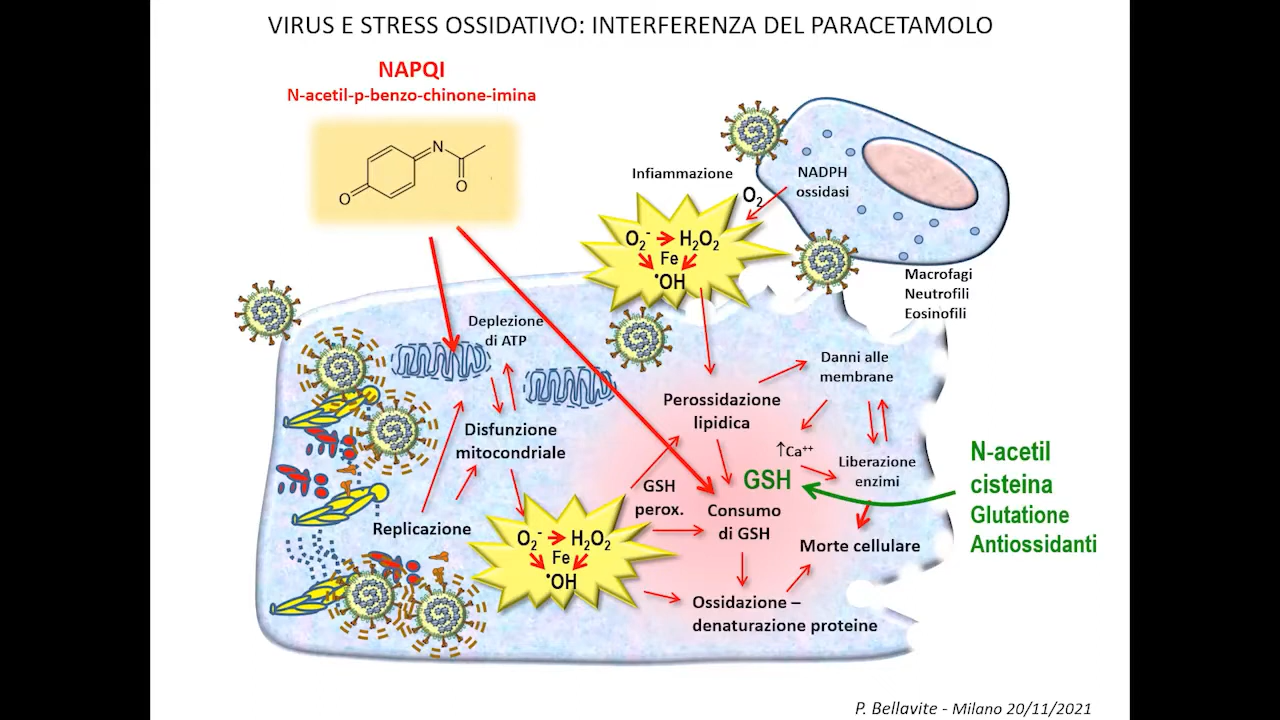 VIRUS E STRESS OSSIDATIVO: INTERFERENZA DEL PARACETAMOLO
NAPQI
N-acetil-p-benzo-chinone-imina
N
O
O
Infiammazione
NADPH
ossidasi
O₂
O₂⁻ H₂O₂
Fe
•OH
Macrofagi
Neutrofili
Eosinofili
Deplezione
di ATP
Danni alle
membrane
Perossidazione
lipidica
Disfunzione
mitocondriale
↑Ca⁺⁺
Liberazione
enzimi
GSH
GSH
perox.
Consumo
di GSH
N-acetil
cisteina
Glutatione
Antiossidanti
Replicazione
O₂⁻ H₂O₂
Fe
•OH
Morte cellulare
Ossidazione –
denaturazione proteine
P. Bellavite - Milano 20/11/2021